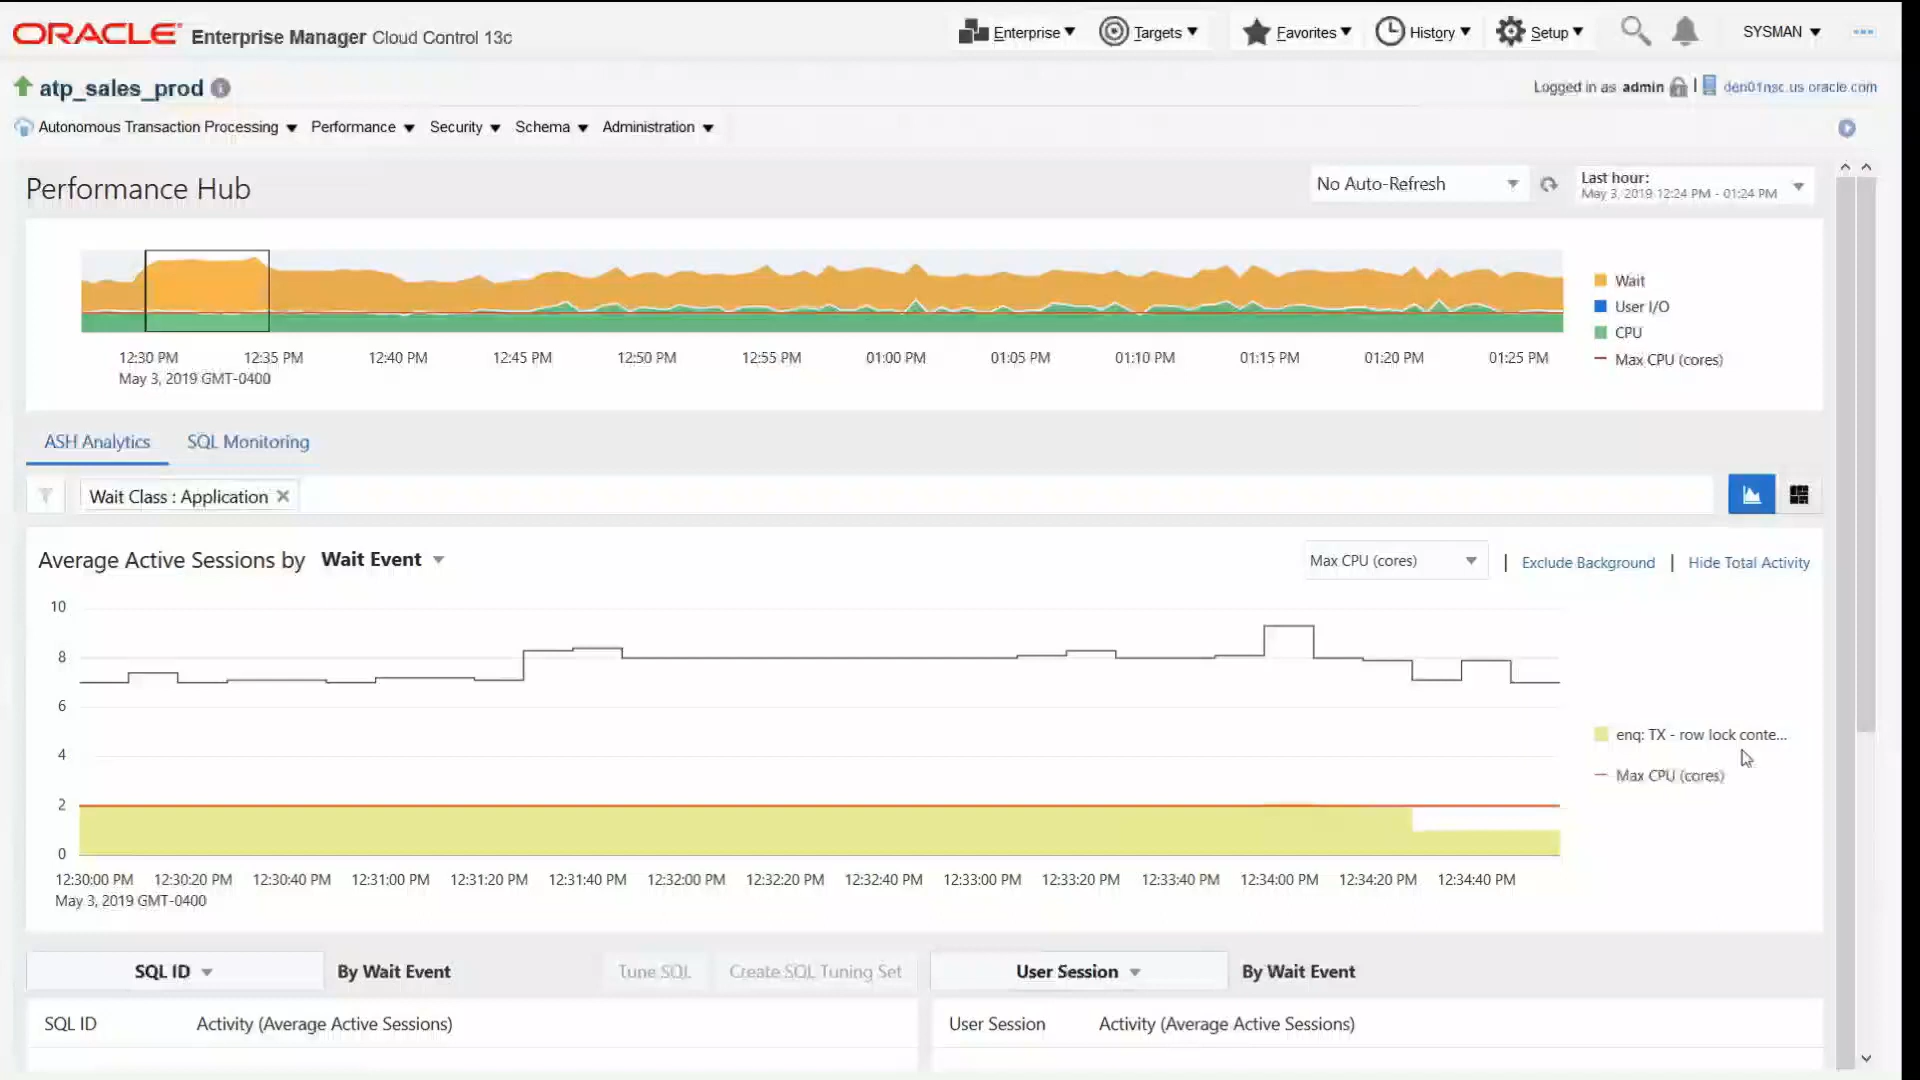 ORACLE Enterprise Manager Cloud Control 13c
Enterprise Targets Favorites History Setup SYSMAN
atp_sales_prod
Logged in as admin | den01nsc.us.oracle.com
Autonomous Transaction Processing Performance Security Schema Administration
Performance Hub
No Auto-Refresh
Last hour:
May 3, 2019 12:24 PM - 01:24 PM
Wait
User I/O
CPU
Max CPU (cores)
12:30 PM 12:35 PM 12:40 PM 12:45 PM 12:50 PM 12:55 PM 01:00 PM 01:05 PM 01:10 PM 01:15 PM 01:20 PM 01:25 PM
May 3, 2019 GMT-0400
ASH Analytics SQL Monitoring
Wait Class : Application
Average Active Sessions by Wait Event
Max CPU (cores) | Exclude Background | Hide Total Activity
10
8
6
4
2
0
enq: TX - row lock conte...
Max CPU (cores)
12:30:00 PM 12:30:20 PM 12:30:40 PM 12:31:00 PM 12:31:20 PM 12:31:40 PM 12:32:00 PM 12:32:20 PM 12:32:40 PM 12:33:00 PM 12:33:20 PM 12:33:40 PM 12:34:00 PM 12:34:20 PM 12:34:40 PM
May 3, 2019 GMT-0400
SQL ID By Wait Event Tune SQL Create SQL Tuning Set
User Session By Wait Event
SQL ID Activity (Average Active Sessions)
User Session Activity (Average Active Sessions)